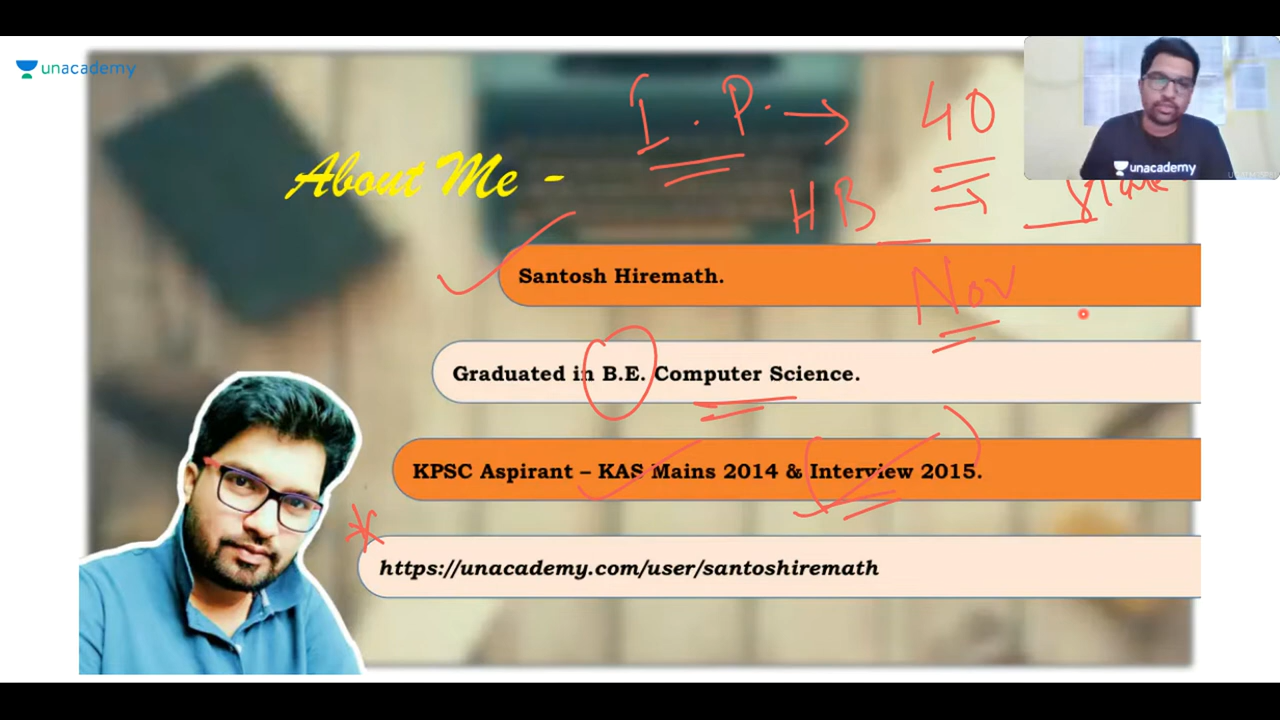 unacademy
I.P. → 40
About Me -
unacademy
HB
Santosh Hiremath.
Nov
Graduated in B.E. Computer Science.
KPSC Aspirant – KAS Mains 2014 & Interview 2015.
https://unacademy.com/user/santoshiremath